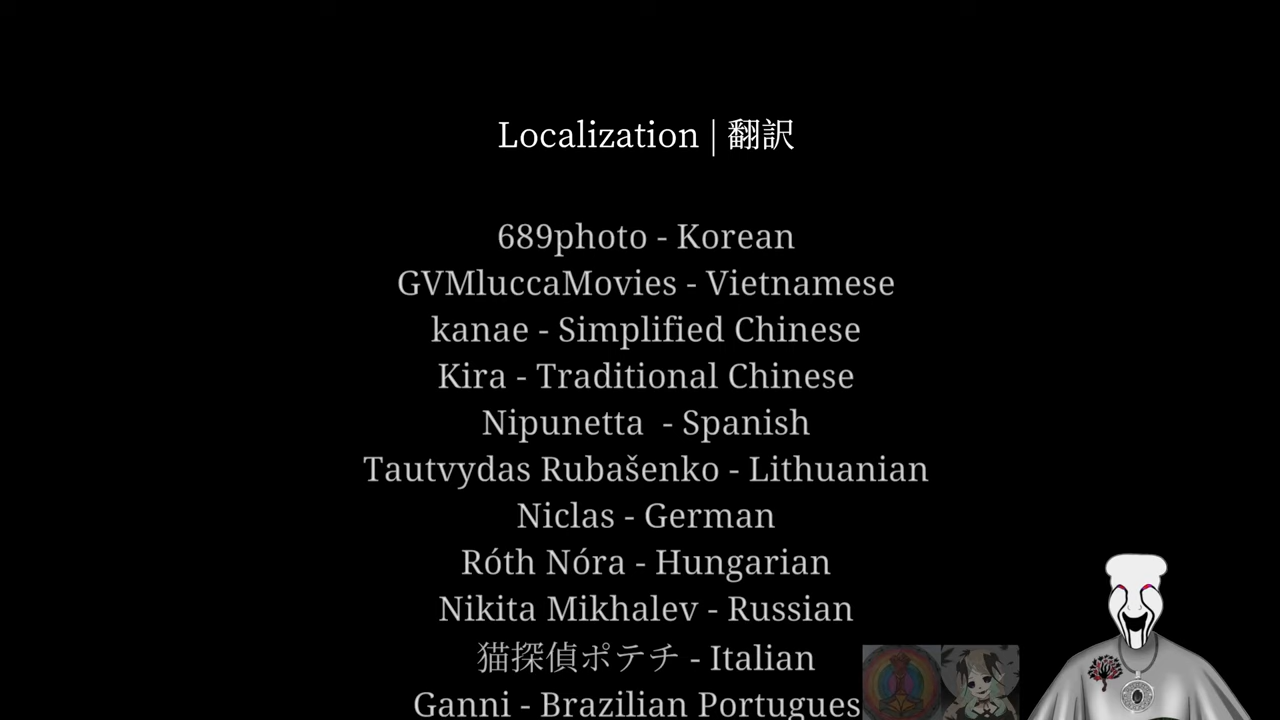 Localization | 翻訳
689photo - Korean
GVMluccaMovies - Vietnamese
kanae - Simplified Chinese
Kira - Traditional Chinese
Nipunetta  - Spanish
Tautvydas Rubašenko - Lithuanian
Niclas - German
Róth Nóra - Hungarian
Nikita Mikhalev - Russian
猫探偵ポテチ - Italian
Ganni - Brazilian Portugues